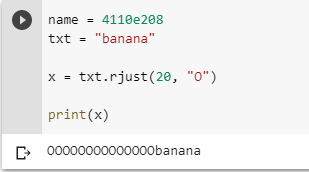 name = 4110e208
txt = "banana"
x = txt.rjust(20, "O")
print(x)
OOOOOOOOOOOOOObanana